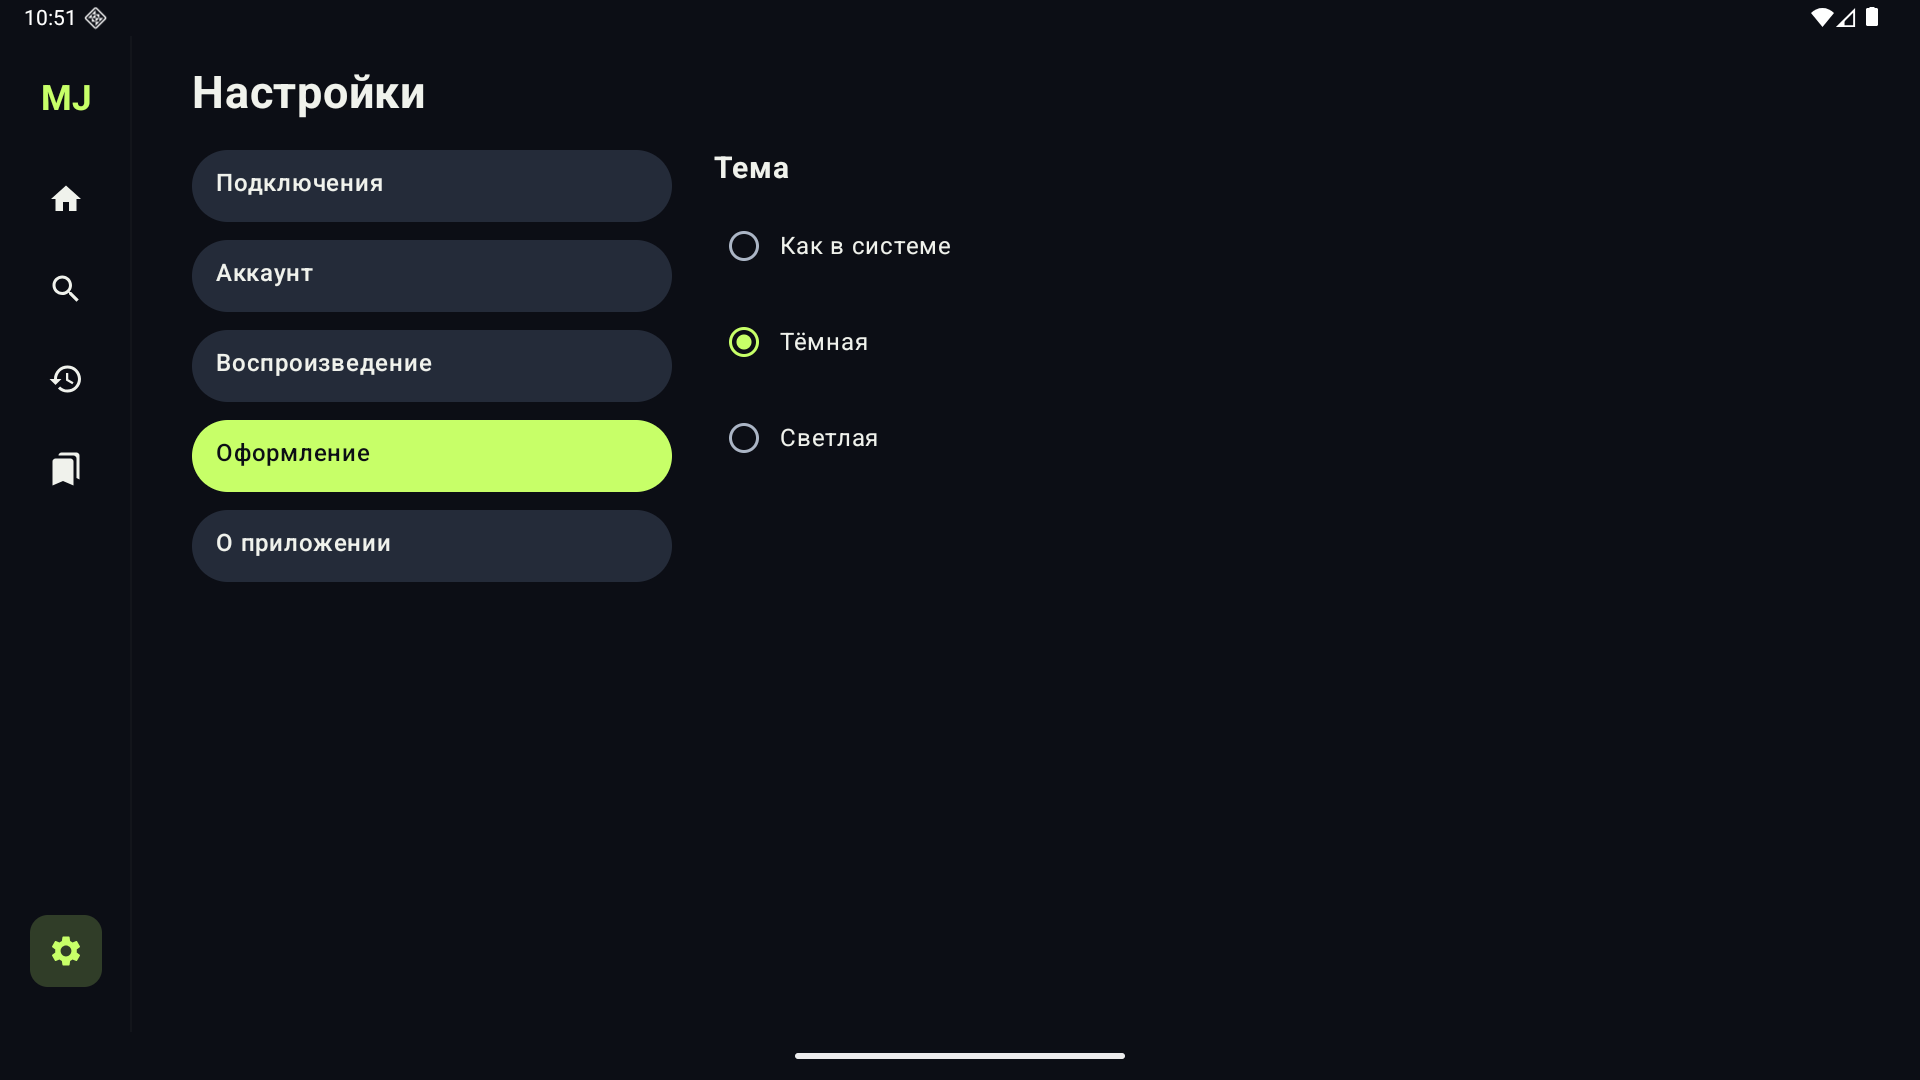 10:51
MJ
Настройки
Подключения
Аккаунт
Воспроизведение
Оформление
О приложении
Тема
Как в системе
Тёмная
Светлая